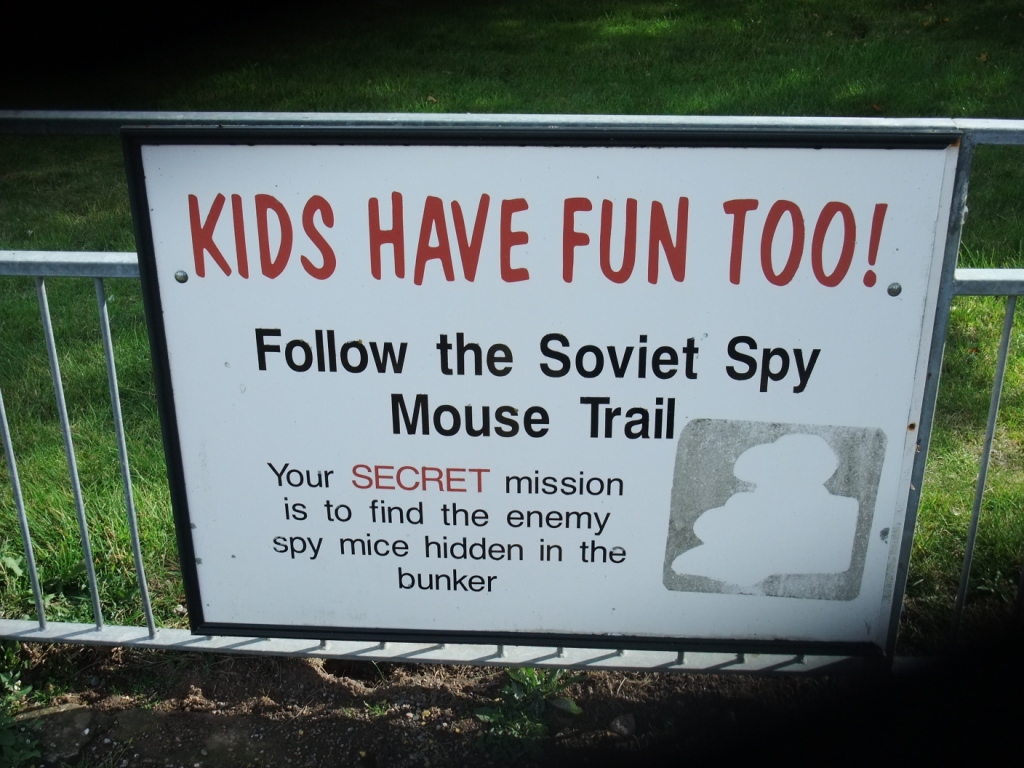 KIDS HAVE FUN TOO!
Follow the Soviet Spy
Mouse Trail
Your SECRET mission
is to find the enemy
spy mice hidden in the
bunker